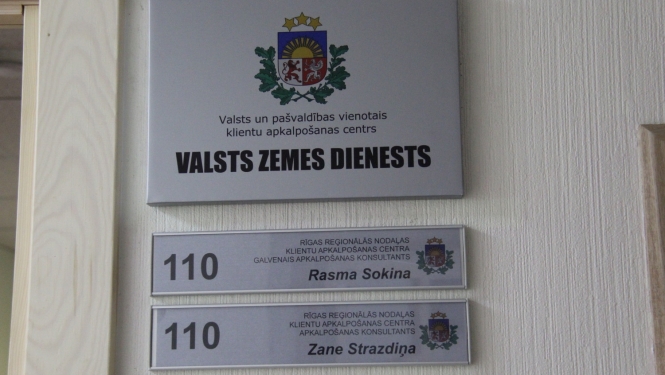 Valsts un pašvaldības vienotais
klientu apkalpošanas centrs
VALSTS ZEMES DIENESTS
110
RĪGAS REĢIONĀLĀS NODAĻAS
KLIENTU APKALPOŠANAS CENTRA
GALVENAIS APKALPOŠANAS KONSULTANTS
Rasma Sokina
110
RĪGAS REĢIONĀLĀS NODAĻAS
KLIENTU APKALPOŠANAS CENTRA
APKALPOŠANAS KONSULTANTS
Zane Strazdiņa